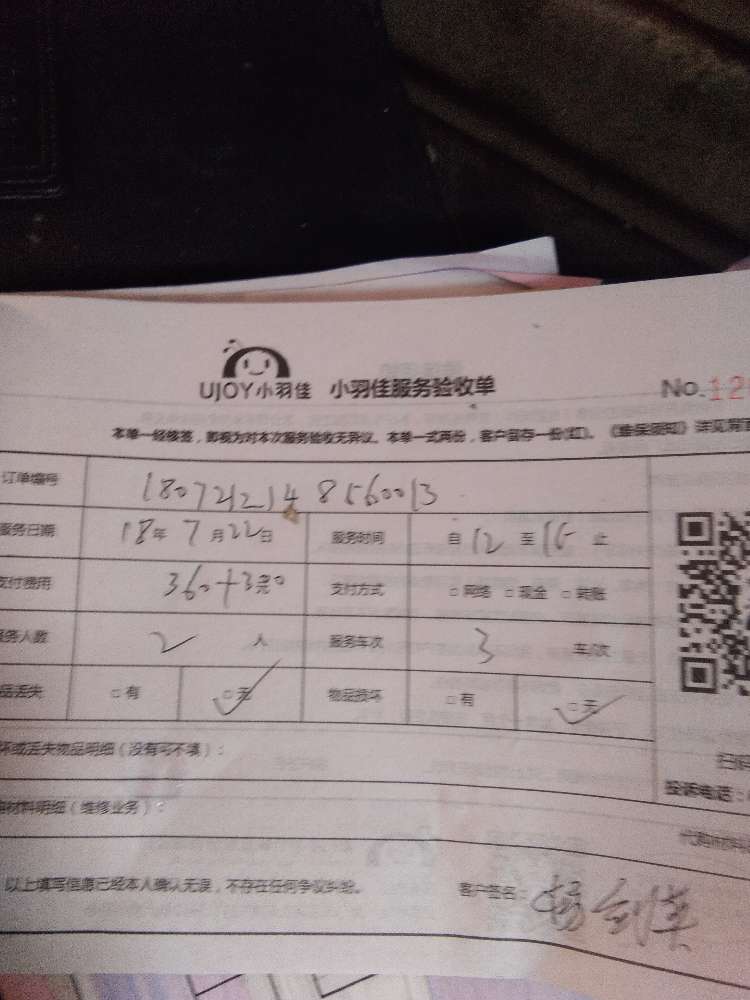 UJOY小羽佳 小羽佳服务验收单 No.12
本单一经修签，即视为对本次服务验收无异议。本单一式两份，客户留存一份(红)。
订单编号 1807212148560013
服务日期 18年 7月22日 服务时间 自 12 至 16 止
支付费用 360+ 支付方式 □网络 □现金 □转账
服务人数 2 人 服务车次 3 车/次
品丢失 □有 □无 物品损坏 □有 □无
坏或丢失物品明细（没有可不填）：
材料明细（维修业务）：
扫码
投诉电话：
以上填写信息已经本人确认无误，不存在任何争议纠纷。 客户签名：